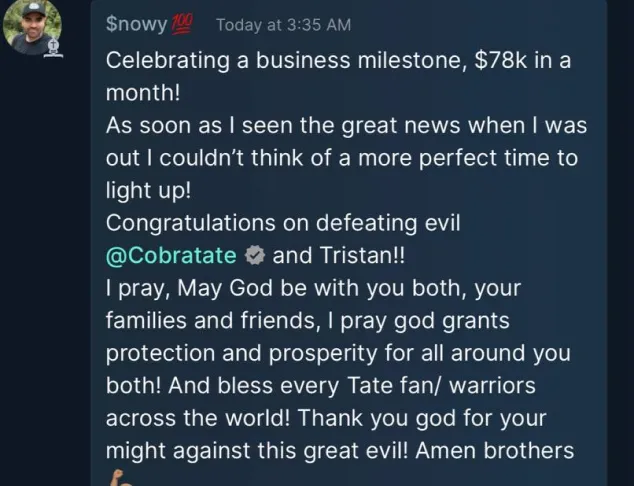 $nowy 💯 Today at 3:35 AM
Celebrating a business milestone, $78k in a
month!
As soon as I seen the great news when I was
out I couldn’t think of a more perfect time to
light up!
Congratulations on defeating evil
@Cobratate and Tristan!!
I pray, May God be with you both, your
families and friends, I pray god grants
protection and prosperity for all around you
both! And bless every Tate fan/ warriors
across the world! Thank you god for your
might against this great evil! Amen brothers
💪🏽